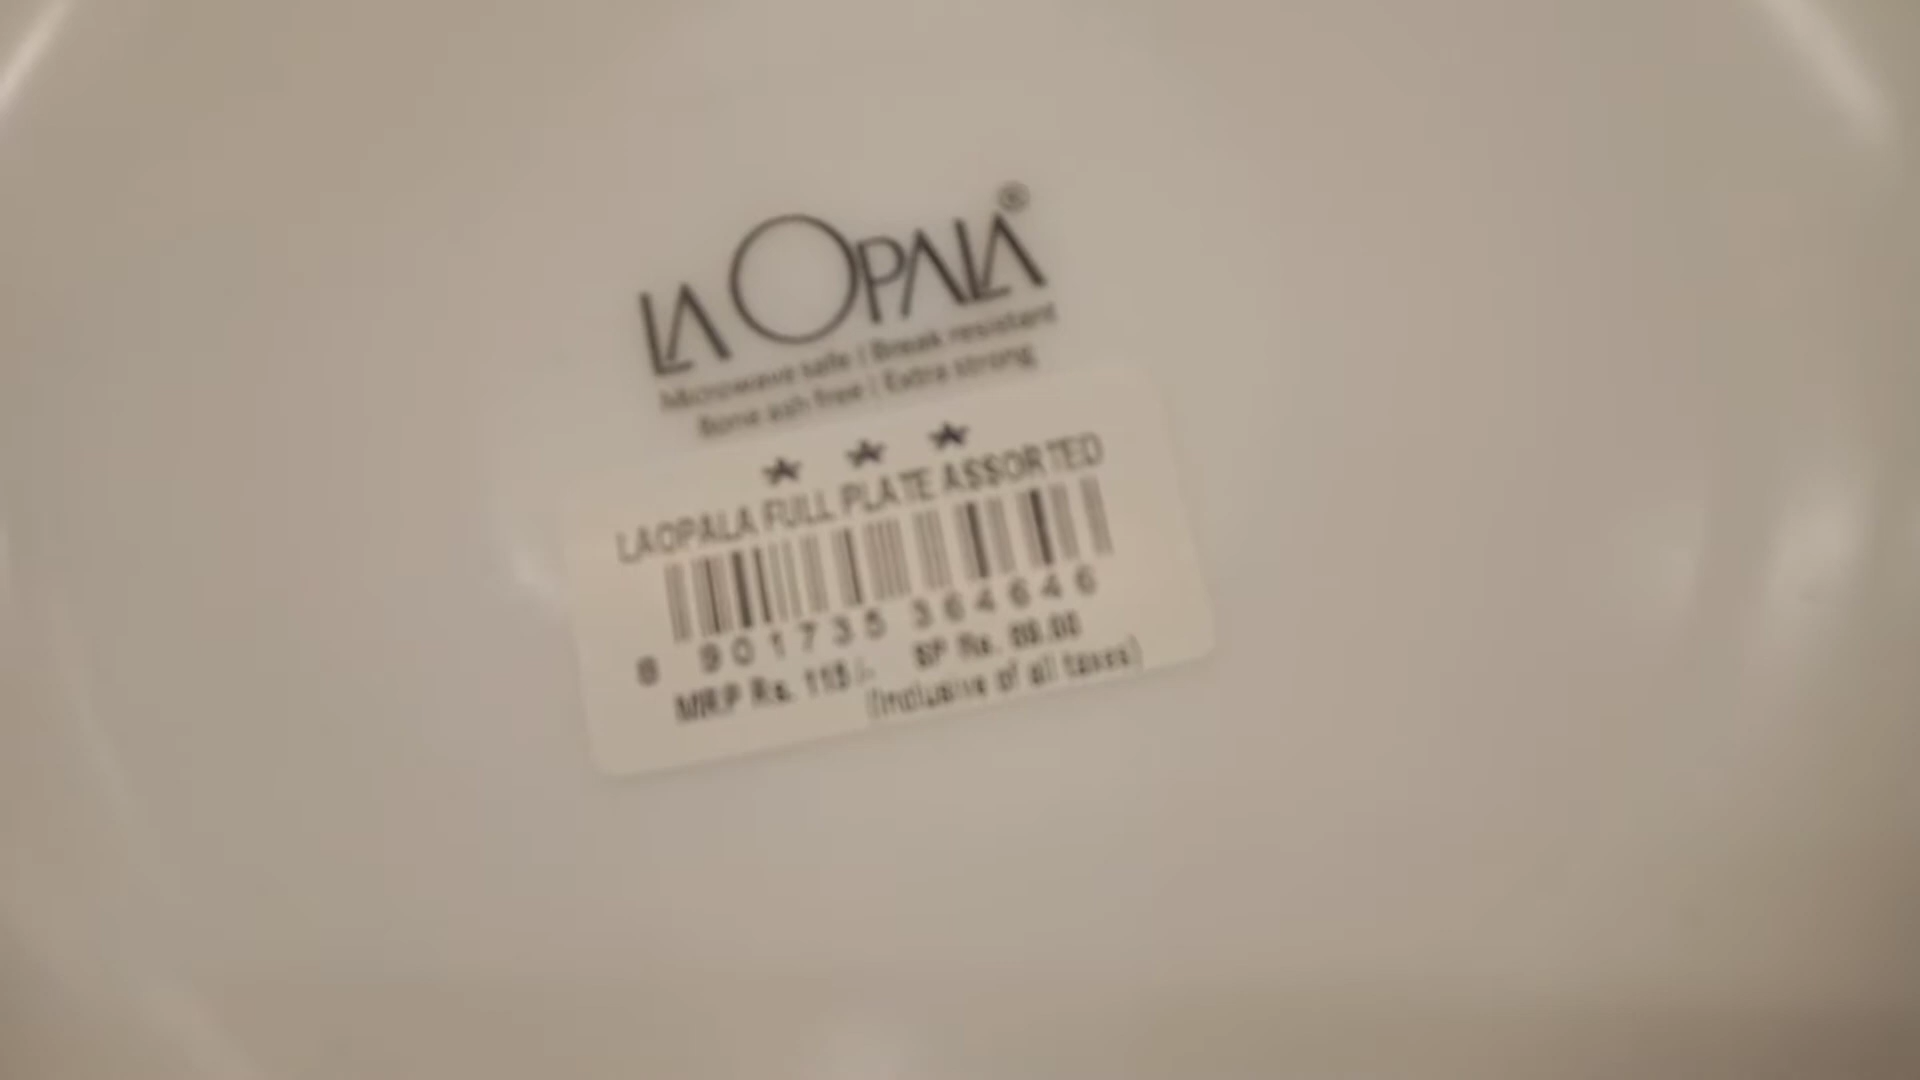 LA OPALA®
Microwave safe | Break resistant
Bone ash free | Extra strong
LAOPALA FULL PLATE ASSORTED
8 901735 364646
MRP Rs. SP Rs.
(Inclusive of all taxes)